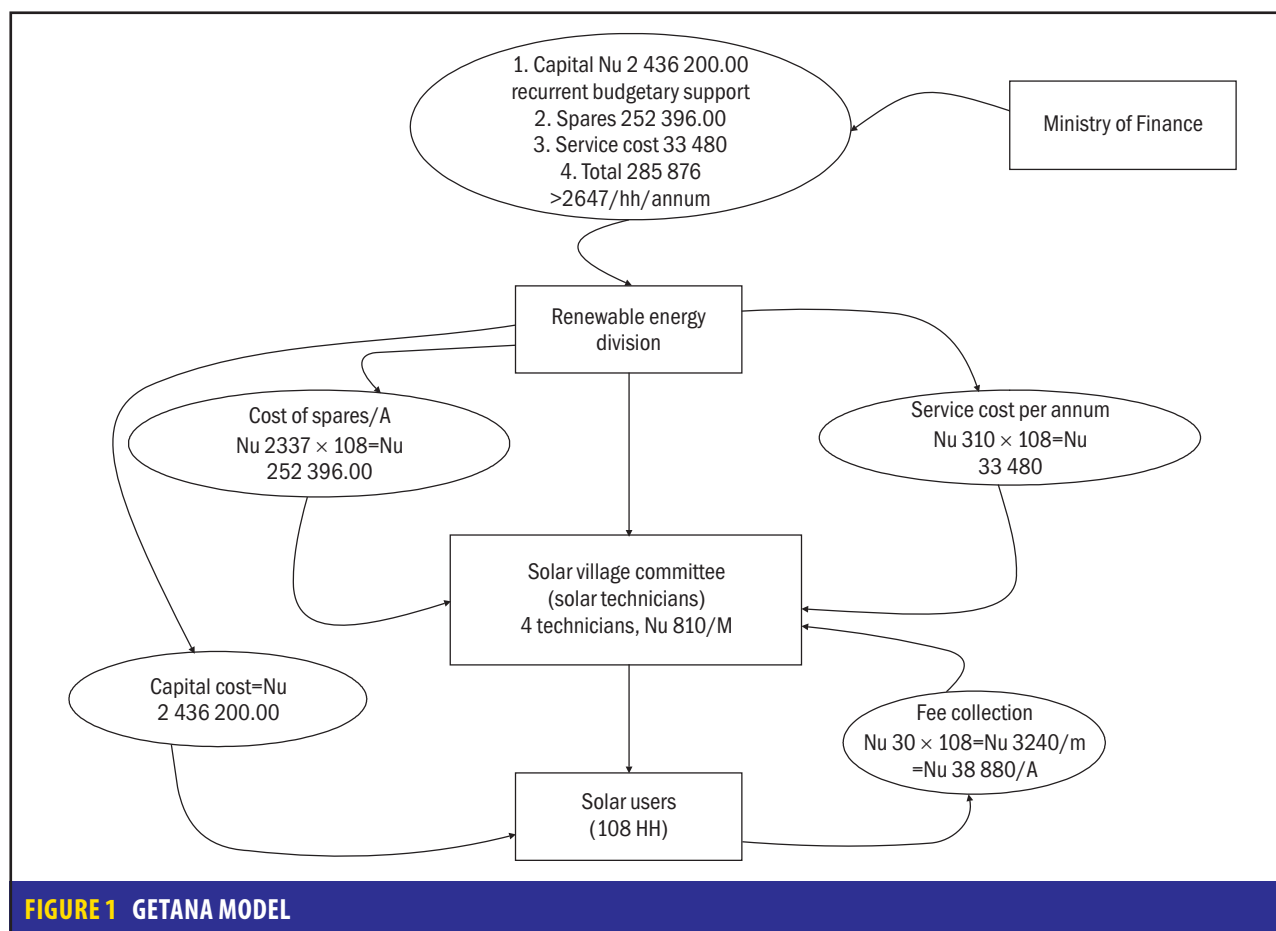 1. Capital Nu 2 436 200.00
recurrent budgetary support
2. Spares 252 396.00
3. Service cost 33 480
4. Total 285 876
>2647/hh/annum
Ministry of Finance
Renewable energy
division
Cost of spares/A
Nu 2337 × 108=Nu
252 396.00
Service cost per annum
Nu 310 × 108=Nu
33 480
Solar village committee
(solar technicians)
4 technicians, Nu 810/M
Capital cost=Nu
2 436 200.00
Fee collection
Nu 30 × 108=Nu 3240/m
=Nu 38 880/A
Solar users
(108 HH)
FIGURE 1 GETANA MODEL